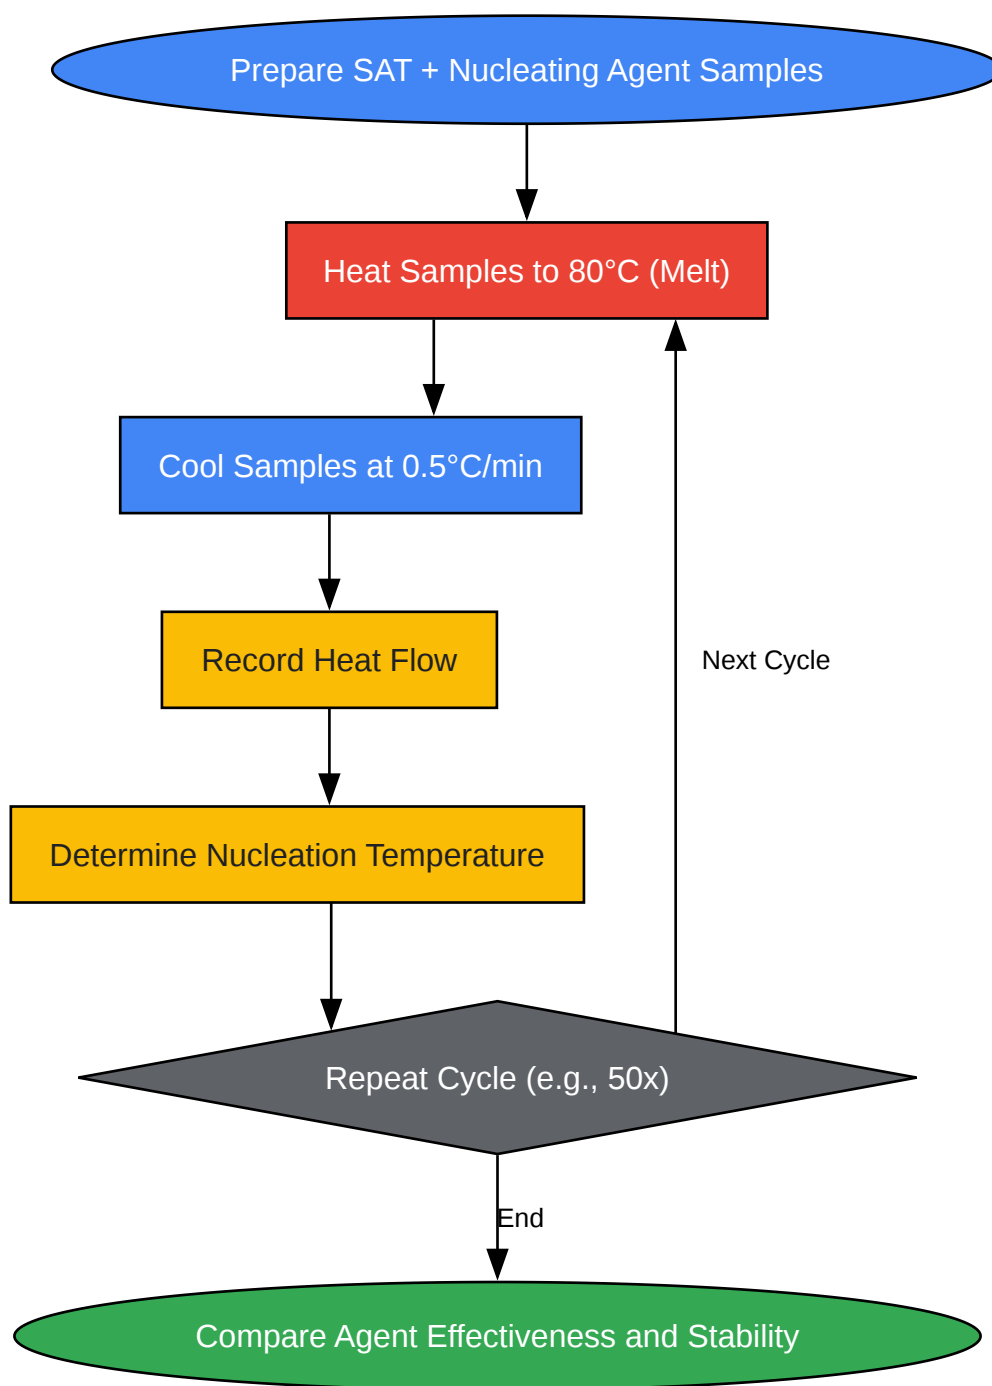 Prepare SAT + Nucleating Agent Samples
Heat Samples to 80°C (Melt)
Cool Samples at 0.5°C/min
Record Heat Flow
Next Cycle
Determine Nucleation Temperature
Repeat Cycle (e.g., 50x)
End
Compare Agent Effectiveness and Stability